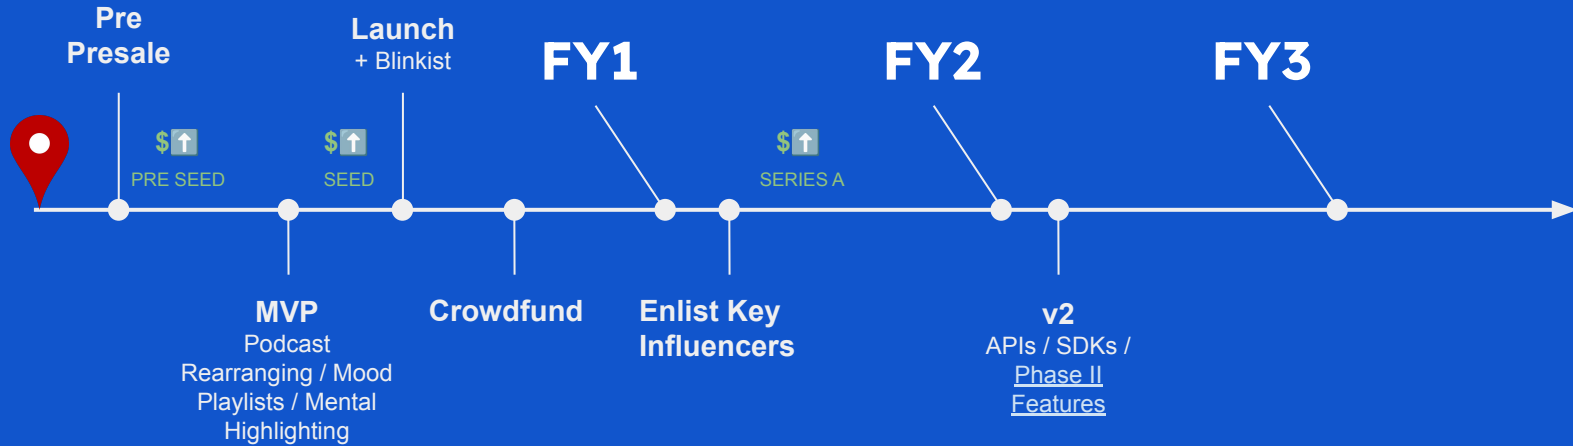 Pre
Presale
Launch
+ Blinkist
FY1
FY2
FY3
$⬆️
PRE SEED
$⬆️
SEED
$⬆️
SERIES A
MVP
Podcast
Rearranging / Mood
Playlists / Mental
Highlighting
Crowdfund
Enlist Key
Influencers
v2
APIs / SDKs /
Phase II
Features